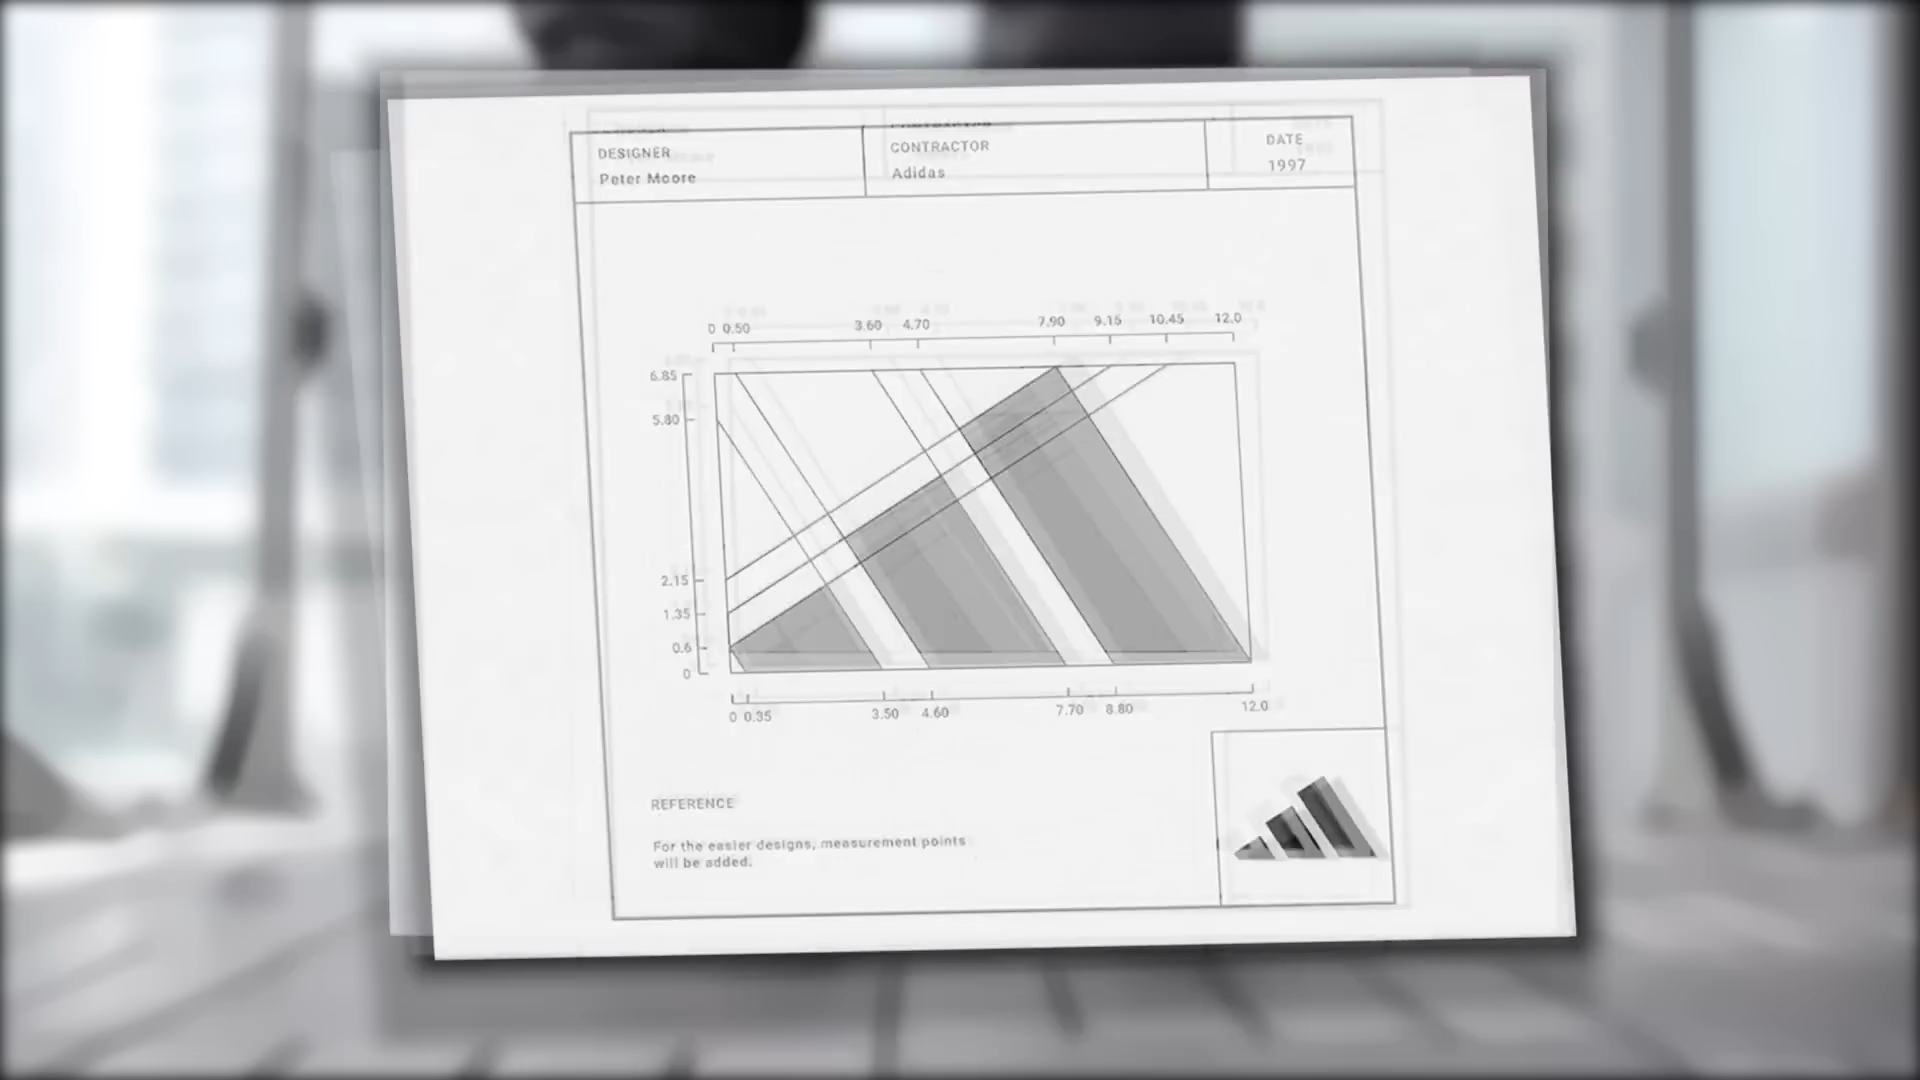 DESIGNER
Peter Moore
CONTRACTOR
Adidas
DATE
1997
0 0.50 3.60 4.70 7.90 9.15 10.45 12.0
6.85
5.80
2.15
1.35
0.6
0
0 0.35 3.50 4.60 7.70 8.80 12.0
REFERENCE
For the easier designs, measurement points
will be added.